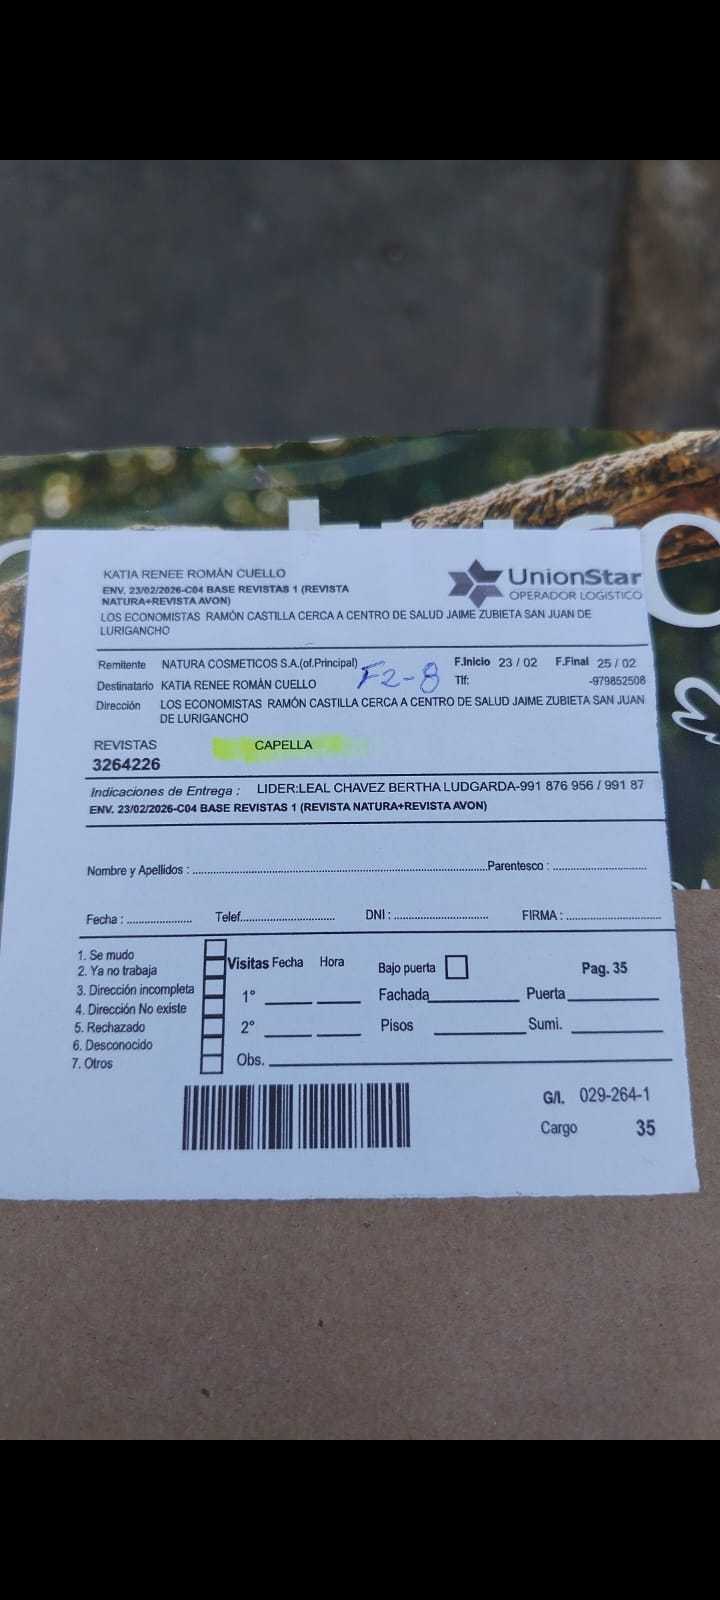 KATIA RENEE ROMÁN CUELLO
ENV. 23/02/2026-C04 BASE REVISTAS 1 (REVISTA
NATURA+REVISTA AVON)
LOS ECONOMISTAS RAMÓN CASTILLA CERCA A CENTRO DE SALUD JAIME ZUBIETA SAN JUAN DE
LURIGANCHO
UnionStar
OPERADOR LOGÍSTICO
Remitente NATURA COSMETICOS S.A.(of.Principal) F.Inicio 23 / 02 F.Final 25 / 02
F2-8
Destinatario KATIA RENEE ROMÁN CUELLO Tlf: -979852508
Dirección LOS ECONOMISTAS RAMÓN CASTILLA CERCA A CENTRO DE SALUD JAIME ZUBIETA SAN JUAN
DE LURIGANCHO
REVISTAS CAPELLA
3264226
Indicaciones de Entrega : LIDER:LEAL CHAVEZ BERTHA LUDGARDA-991 876 956 / 991 87
ENV. 23/02/2026-C04 BASE REVISTAS 1 (REVISTA NATURA+REVISTA AVON)
Nombre y Apellidos : Parentesco :
Fecha : Telef. DNI : FIRMA :
1. Se mudo
2. Ya no trabaja
3. Dirección incompleta
4. Dirección No existe
5. Rechazado
6. Desconocido
7. Otros
Visitas Fecha Hora Bajo puerta Pag. 35
1° Fachada Puerta
2° Pisos Sumi.
Obs.
G/I. 029-264-1
Cargo 35